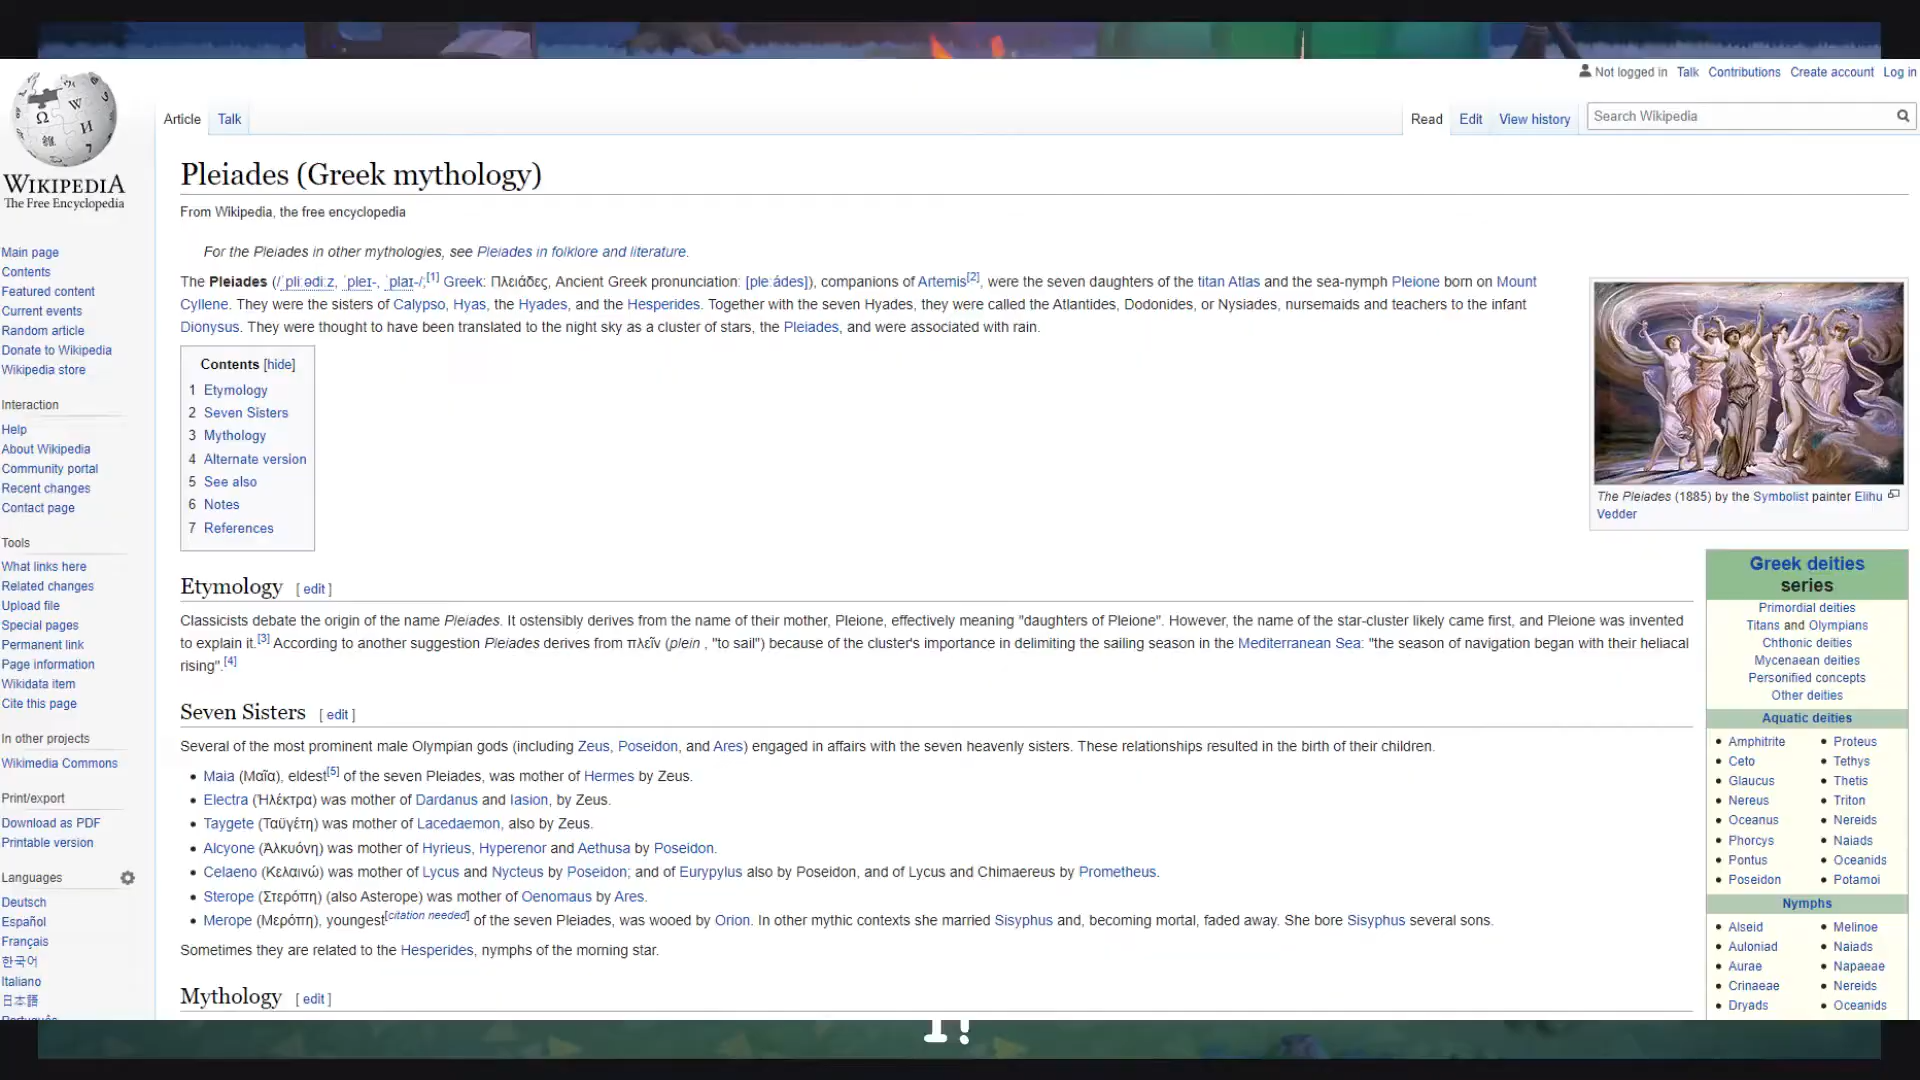 Not logged in Talk Contributions Create account Log in
Article Talk Read Edit View history Search Wikipedia
WIKIPEDIA
The Free Encyclopedia
Main page
Contents
Featured content
Current events
Random article
Donate to Wikipedia
Wikipedia store
Interaction
Help
About Wikipedia
Community portal
Recent changes
Contact page
Tools
What links here
Related changes
Upload file
Special pages
Permanent link
Page information
Wikidata item
Cite this page
In other projects
Wikimedia Commons
Print/export
Download as PDF
Printable version
Languages
Deutsch
Español
Français
한국어
Italiano
日本語
Pleiades (Greek mythology)
From Wikipedia, the free encyclopedia
For the Pleiades in other mythologies, see Pleiades in folklore and literature.
The Pleiades (/ˈpliːədiːz, ˈpleɪ-, ˈplaɪ-/;[1] Greek: Πλειάδες, Ancient Greek pronunciation: [pleːádes]), companions of Artemis[2], were the seven daughters of the titan Atlas and the sea-nymph Pleione born on Mount
Cyllene. They were the sisters of Calypso, Hyas, the Hyades, and the Hesperides. Together with the seven Hyades, they were called the Atlantides, Dodonides, or Nysiades, nursemaids and teachers to the infant
Dionysus. They were thought to have been translated to the night sky as a cluster of stars, the Pleiades, and were associated with rain.
Contents [hide]
1 Etymology
2 Seven Sisters
3 Mythology
4 Alternate version
5 See also
6 Notes
7 References
Etymology [ edit ]
Classicists debate the origin of the name Pleiades. It ostensibly derives from the name of their mother, Pleione, effectively meaning "daughters of Pleione". However, the name of the star-cluster likely came first, and Pleione was invented
to explain it.[3] According to another suggestion Pleiades derives from πλεῖν (plein , "to sail") because of the cluster's importance in delimiting the sailing season in the Mediterranean Sea: "the season of navigation began with their heliacal
rising".[4]
Seven Sisters [ edit ]
Several of the most prominent male Olympian gods (including Zeus, Poseidon, and Ares) engaged in affairs with the seven heavenly sisters. These relationships resulted in the birth of their children.
• Maia (Μαῖα), eldest[5] of the seven Pleiades, was mother of Hermes by Zeus.
• Electra (Ἠλέκτρα) was mother of Dardanus and Iasion, by Zeus.
• Taygete (Ταϋγέτη) was mother of Lacedaemon, also by Zeus.
• Alcyone (Ἀλκυόνη) was mother of Hyrieus, Hyperenor and Aethusa by Poseidon.
• Celaeno (Κελαινώ) was mother of Lycus and Nycteus by Poseidon; and of Eurypylus also by Poseidon, and of Lycus and Chimaereus by Prometheus.
• Sterope (Στερόπη) (also Asterope) was mother of Oenomaus by Ares.
• Merope (Μερόπη), youngest[citation needed] of the seven Pleiades, was wooed by Orion. In other mythic contexts she married Sisyphus and, becoming mortal, faded away. She bore Sisyphus several sons.
Sometimes they are related to the Hesperides, nymphs of the morning star.
Mythology [ edit ]
The Pleiades (1885) by the Symbolist painter Elihu
Vedder
Greek deities
series
Primordial deities
Titans and Olympians
Chthonic deities
Mycenaean deities
Personified concepts
Other deities
Aquatic deities
• Amphitrite • Proteus
• Ceto • Tethys
• Glaucus • Thetis
• Nereus • Triton
• Oceanus • Nereids
• Phorcys • Naiads
• Pontus • Oceanids
• Poseidon • Potamoi
Nymphs
• Alseid • Melinoe
• Auloniad • Naiads
• Aurae • Napaeae
• Crinaeae • Nereids
• Dryads • Oceanids